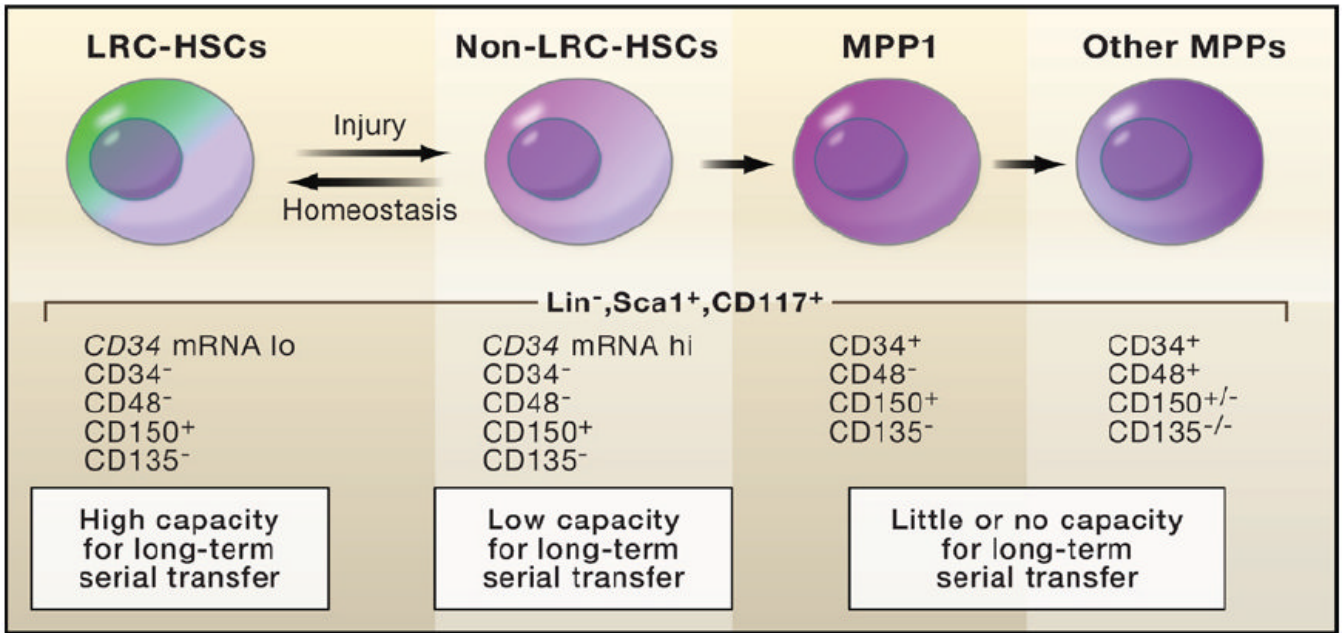 LRC-HSCs
Non-LRC-HSCs
MPP1
Other MPPs
Injury
Homeostasis
Lin⁻,Sca1⁺,CD117⁺
CD34 mRNA lo
CD34⁻
CD48⁻
CD150⁺
CD135⁻
CD34 mRNA hi
CD34⁻
CD48⁻
CD150⁺
CD135⁻
CD34⁺
CD48⁻
CD150⁺
CD135⁻
CD34⁺
CD48⁺
CD150⁺/⁻
CD135⁻/⁻
High capacity
for long-term
serial transfer
Low capacity
for long-term
serial transfer
Little or no capacity
for long-term
serial transfer